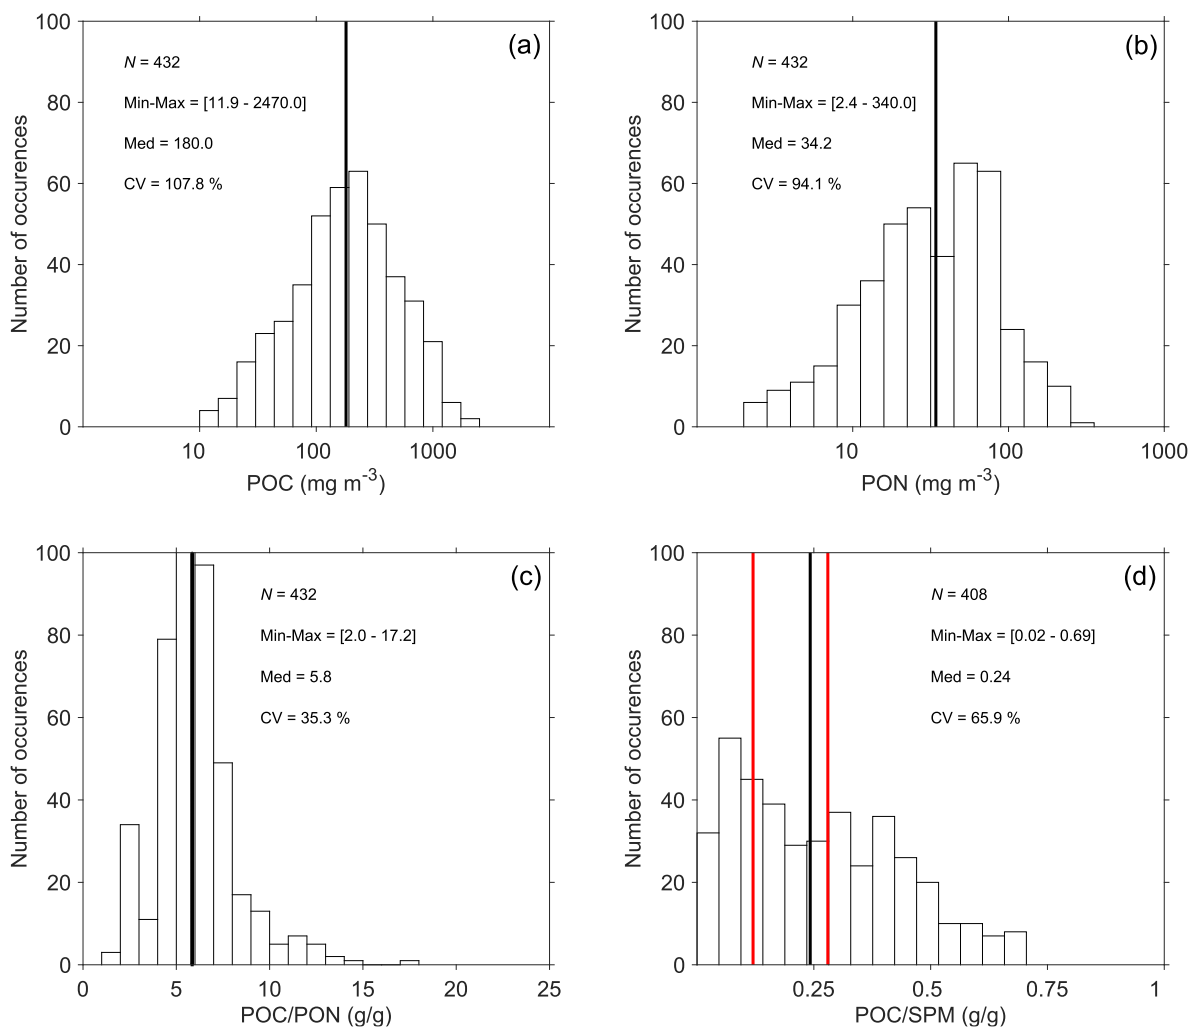 100
80
60
40
20
0
Number of occurences
(a)
N = 432
Min-Max = [11.9 - 2470.0]
Med = 180.0
CV = 107.8 %
10 100 1000
POC (mg m-3)
100
80
60
40
20
0
Number of occurences
(b)
N = 432
Min-Max = [2.4 - 340.0]
Med = 34.2
CV = 94.1 %
10 100 1000
PON (mg m-3)
100
80
60
40
20
0
Number of occurences
(c)
N = 432
Min-Max = [2.0 - 17.2]
Med = 5.8
CV = 35.3 %
0 5 10 15 20 25
POC/PON (g/g)
100
80
60
40
20
0
Number of occurences
(d)
N = 408
Min-Max = [0.02 - 0.69]
Med = 0.24
CV = 65.9 %
0.25 0.5 0.75 1
POC/SPM (g/g)